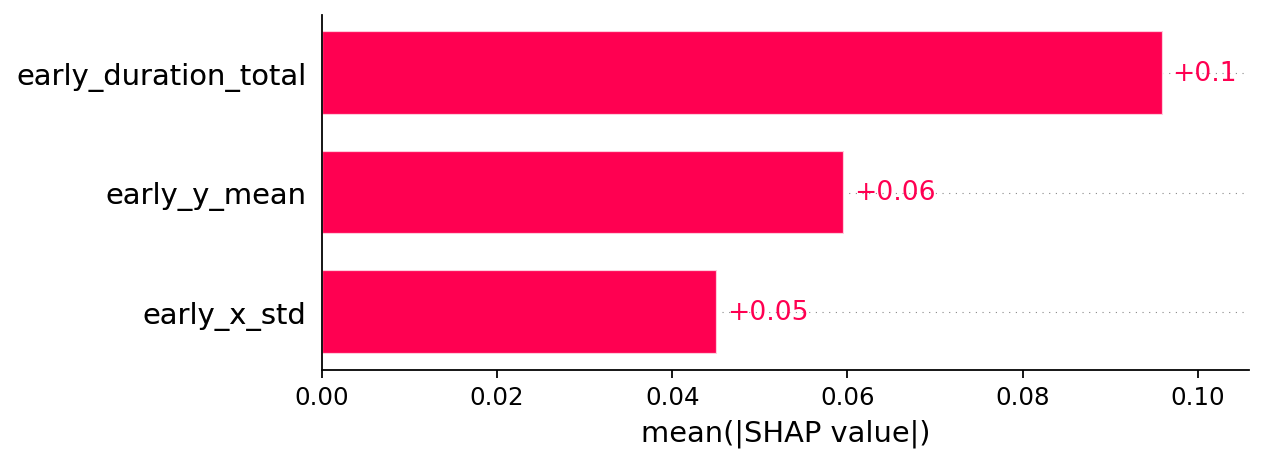 early_duration_total
+0.1
early_y_mean
+0.06
early_x_std
+0.05
0.00 0.02 0.04 0.06 0.08 0.10
mean(|SHAP value|)